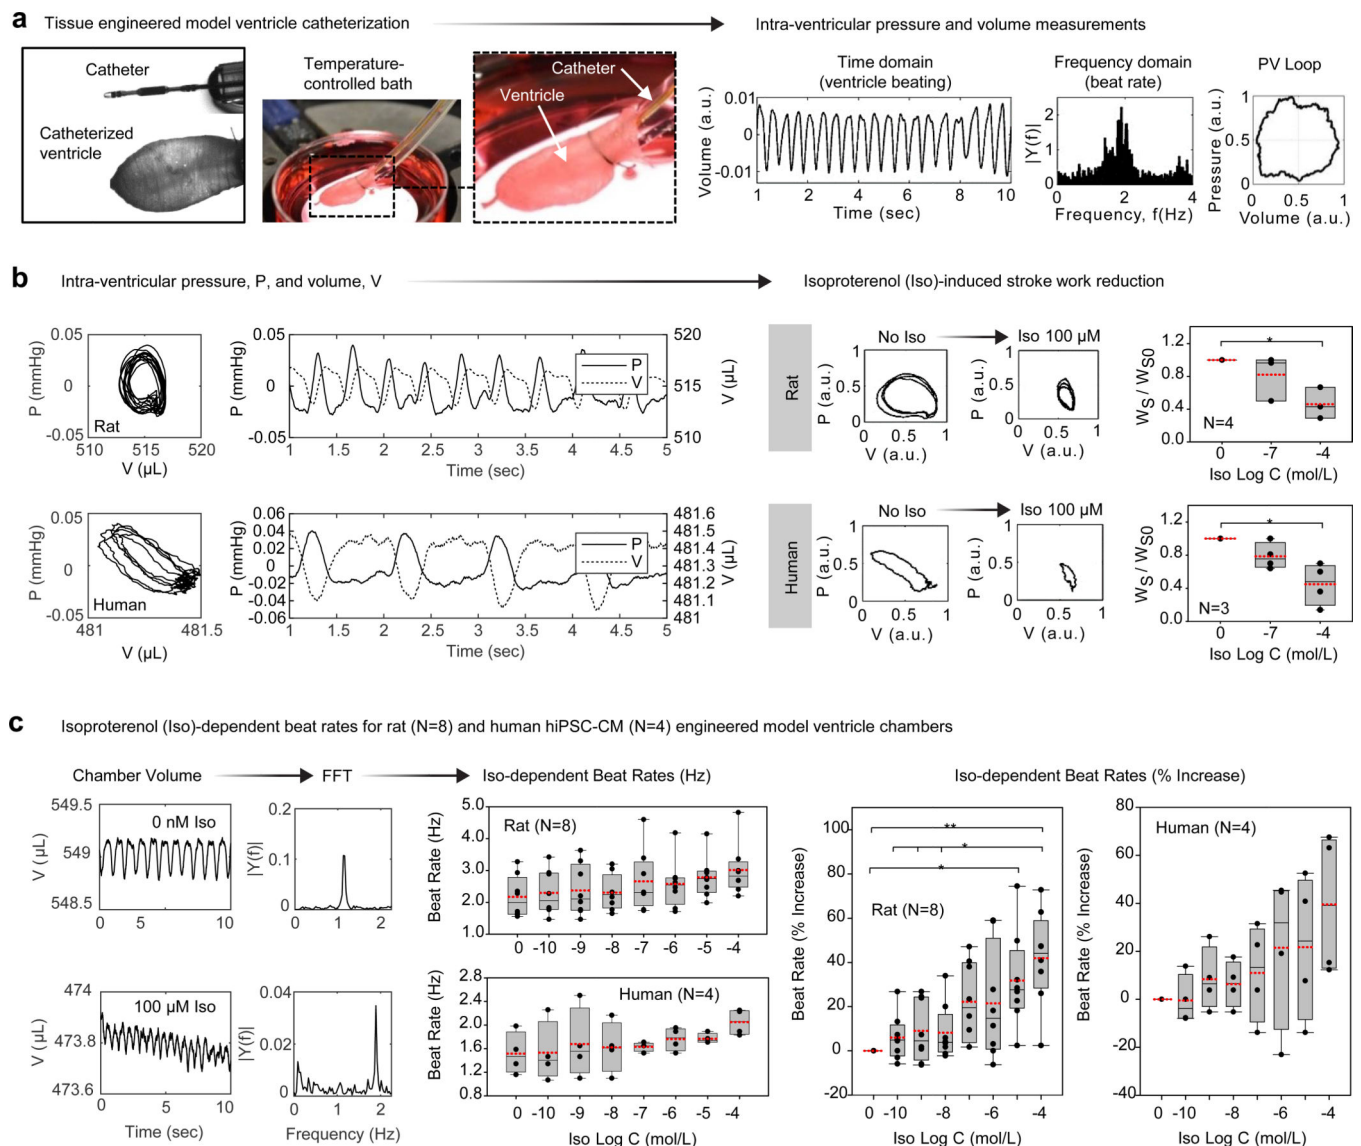 a Tissue engineered model ventricle catheterization
Intra-ventricular pressure and volume measurements
Catheter
Catheterized
ventricle
Temperature-
controlled bath
Catheter
Ventricle
Time domain
(ventricle beating)
Volume (a.u.)
0.01
0
-0.01
1 2 3 4 5 6 7 8 9 10
Time (sec)
Frequency domain
(beat rate)
|Y(f)|
2
1
0
0 2 4
Frequency, f(Hz)
PV Loop
Pressure (a.u.)
1
0.5
0
0 0.5 1
Volume (a.u.)
b Intra-ventricular pressure, P, and volume, V
Isoproterenol (Iso)-induced stroke work reduction
P (mmHg)
0.05
0
-0.05
Rat
510 515 520
V (µL)
P (mmHg)
0.05
0
-0.05
P
V
520
515
510
V (µL)
1 1.5 2 2.5 3 3.5 4 4.5 5
Time (sec)
Rat
No Iso
Iso 100 µM
P (a.u.)
1
0.5
0
0 0.5 1
V (a.u.)
P (a.u.)
1
0.5
0
0 0.5 1
V (a.u.)
WS / WS0
1.2
0.8
0.4
0.0
*
N=4
0 -7 -4
Iso Log C (mol/L)
P (mmHg)
0.05
0
-0.05
Human
481 481.5
V (µL)
P (mmHg)
0.06
0.04
0.02
0
-0.02
-0.04
-0.06
P
V
481.6
481.5
481.4
481.3
481.2
481.1
481
V (µL)
1 1.5 2 2.5 3 3.5 4 4.5 5
Time (sec)
Human
No Iso
Iso 100 µM
P (a.u.)
1
0.5
0
0 0.5 1
V (a.u.)
P (a.u.)
1
0.5
0
0 0.5 1
V (a.u.)
WS / WS0
1.2
0.8
0.4
0.0
*
N=3
0 -7 -4
Iso Log C (mol/L)
c Isoproterenol (Iso)-dependent beat rates for rat (N=8) and human hiPSC-CM (N=4) engineered model ventricle chambers
Chamber Volume
FFT
Iso-dependent Beat Rates (Hz)
Iso-dependent Beat Rates (% Increase)
V (µL)
549.5
549
548.5
0 nM Iso
0 5 10
|Y(f)|
0.2
0.1
0
0 1 2
V (µL)
474
473.8
473.6
100 µM Iso
0 5 10
Time (sec)
|Y(f)|
0.04
0.02
0
0 1 2
Frequency (Hz)
Beat Rate (Hz)
5.0
4.0
3.0
2.0
1.0
Rat (N=8)
0 -10 -9 -8 -7 -6 -5 -4
Beat Rate (Hz)
2.8
2.4
2.0
1.6
1.2
0.8
Human (N=4)
0 -10 -9 -8 -7 -6 -5 -4
Iso Log C (mol/L)
Beat Rate (% Increase)
100
80
60
40
20
0
-20
**
*
*
Rat (N=8)
0 -10 -8 -6 -4
Iso Log C (mol/L)
Beat Rate (% Increase)
80
60
40
20
0
-20
-40
Human (N=4)
0 -10 -8 -6 -4
Iso Log C (mol/L)